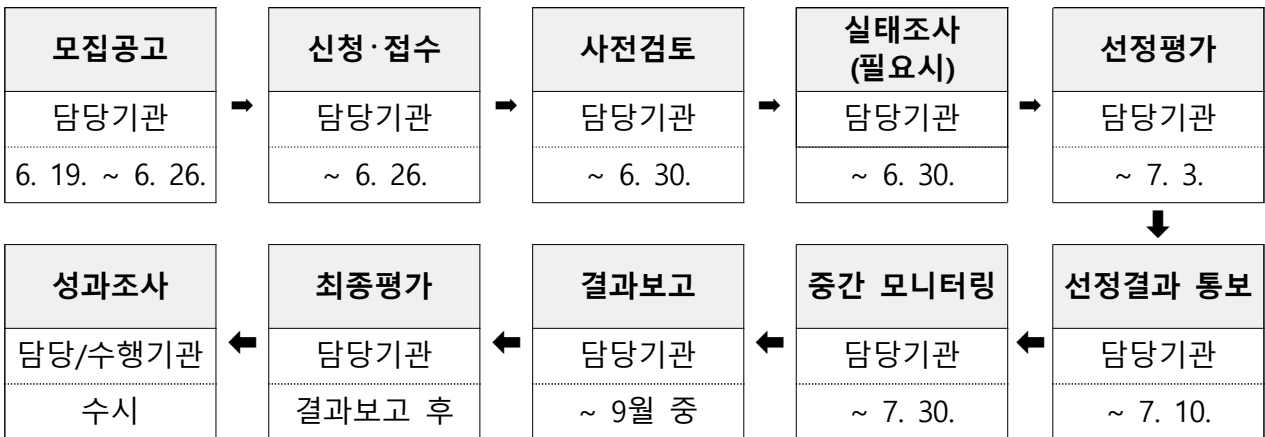 모집공고
담당기관
6. 19. ~ 6. 26.
신청·접수
담당기관
~ 6. 26.
사전검토
담당기관
~ 6. 30.
실태조사
(필요시)
담당기관
~ 6. 30.
선정평가
담당기관
~ 7. 3.
선정결과 통보
담당기관
~ 7. 10.
중간 모니터링
담당기관
~ 7. 30.
결과보고
담당기관
~ 9월 중
최종평가
담당기관
결과보고 후
성과조사
담당/수행기관
수시